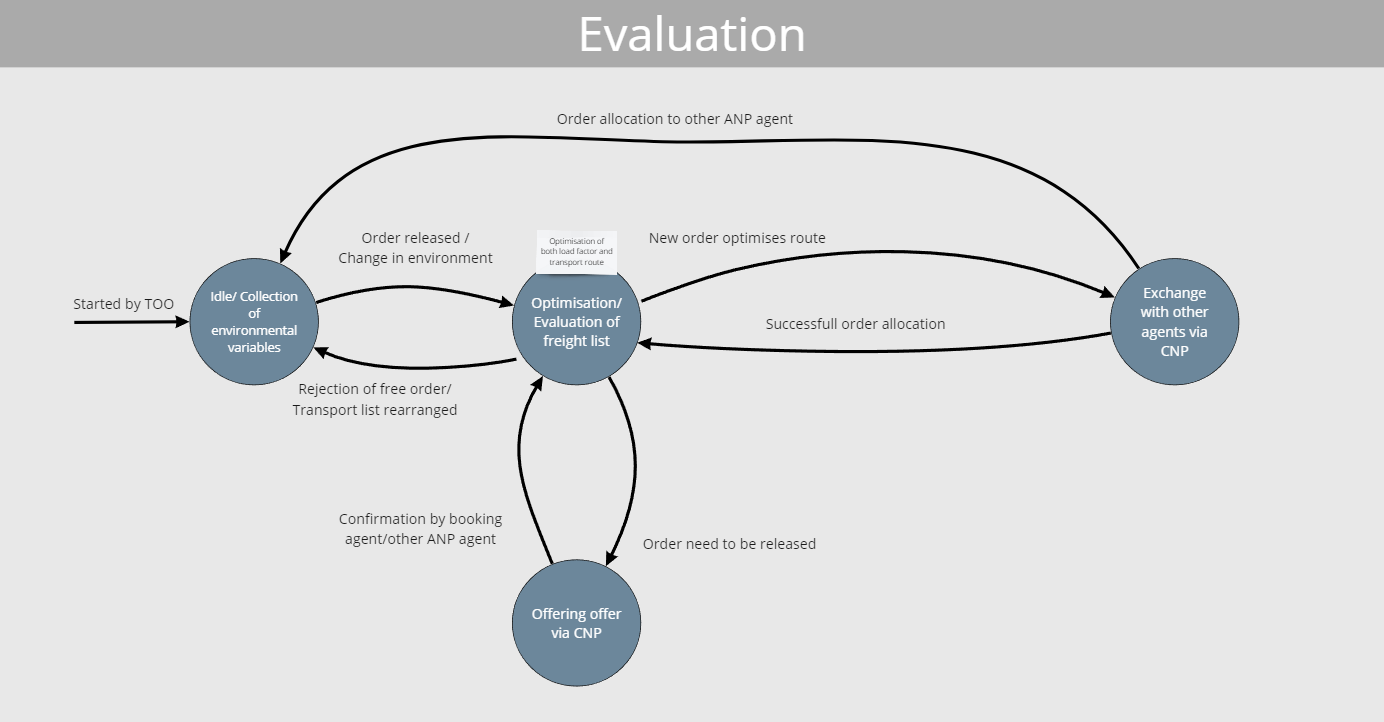 Evaluation
Order allocation to other ANP agent
Order released /
Change in environment
Optimisation of
both load factor and
transport route
New order optimises route
Started by TOO
Idle/ Collection
of
environmental
variables
Optimisation/
Evaluation of
freight list
Successfull order allocation
Exchange
with other
agents via
CNP
Rejection of free order/
Transport list rearranged
Confirmation by booking
agent/other ANP agent
Order need to be released
Offering offer
via CNP